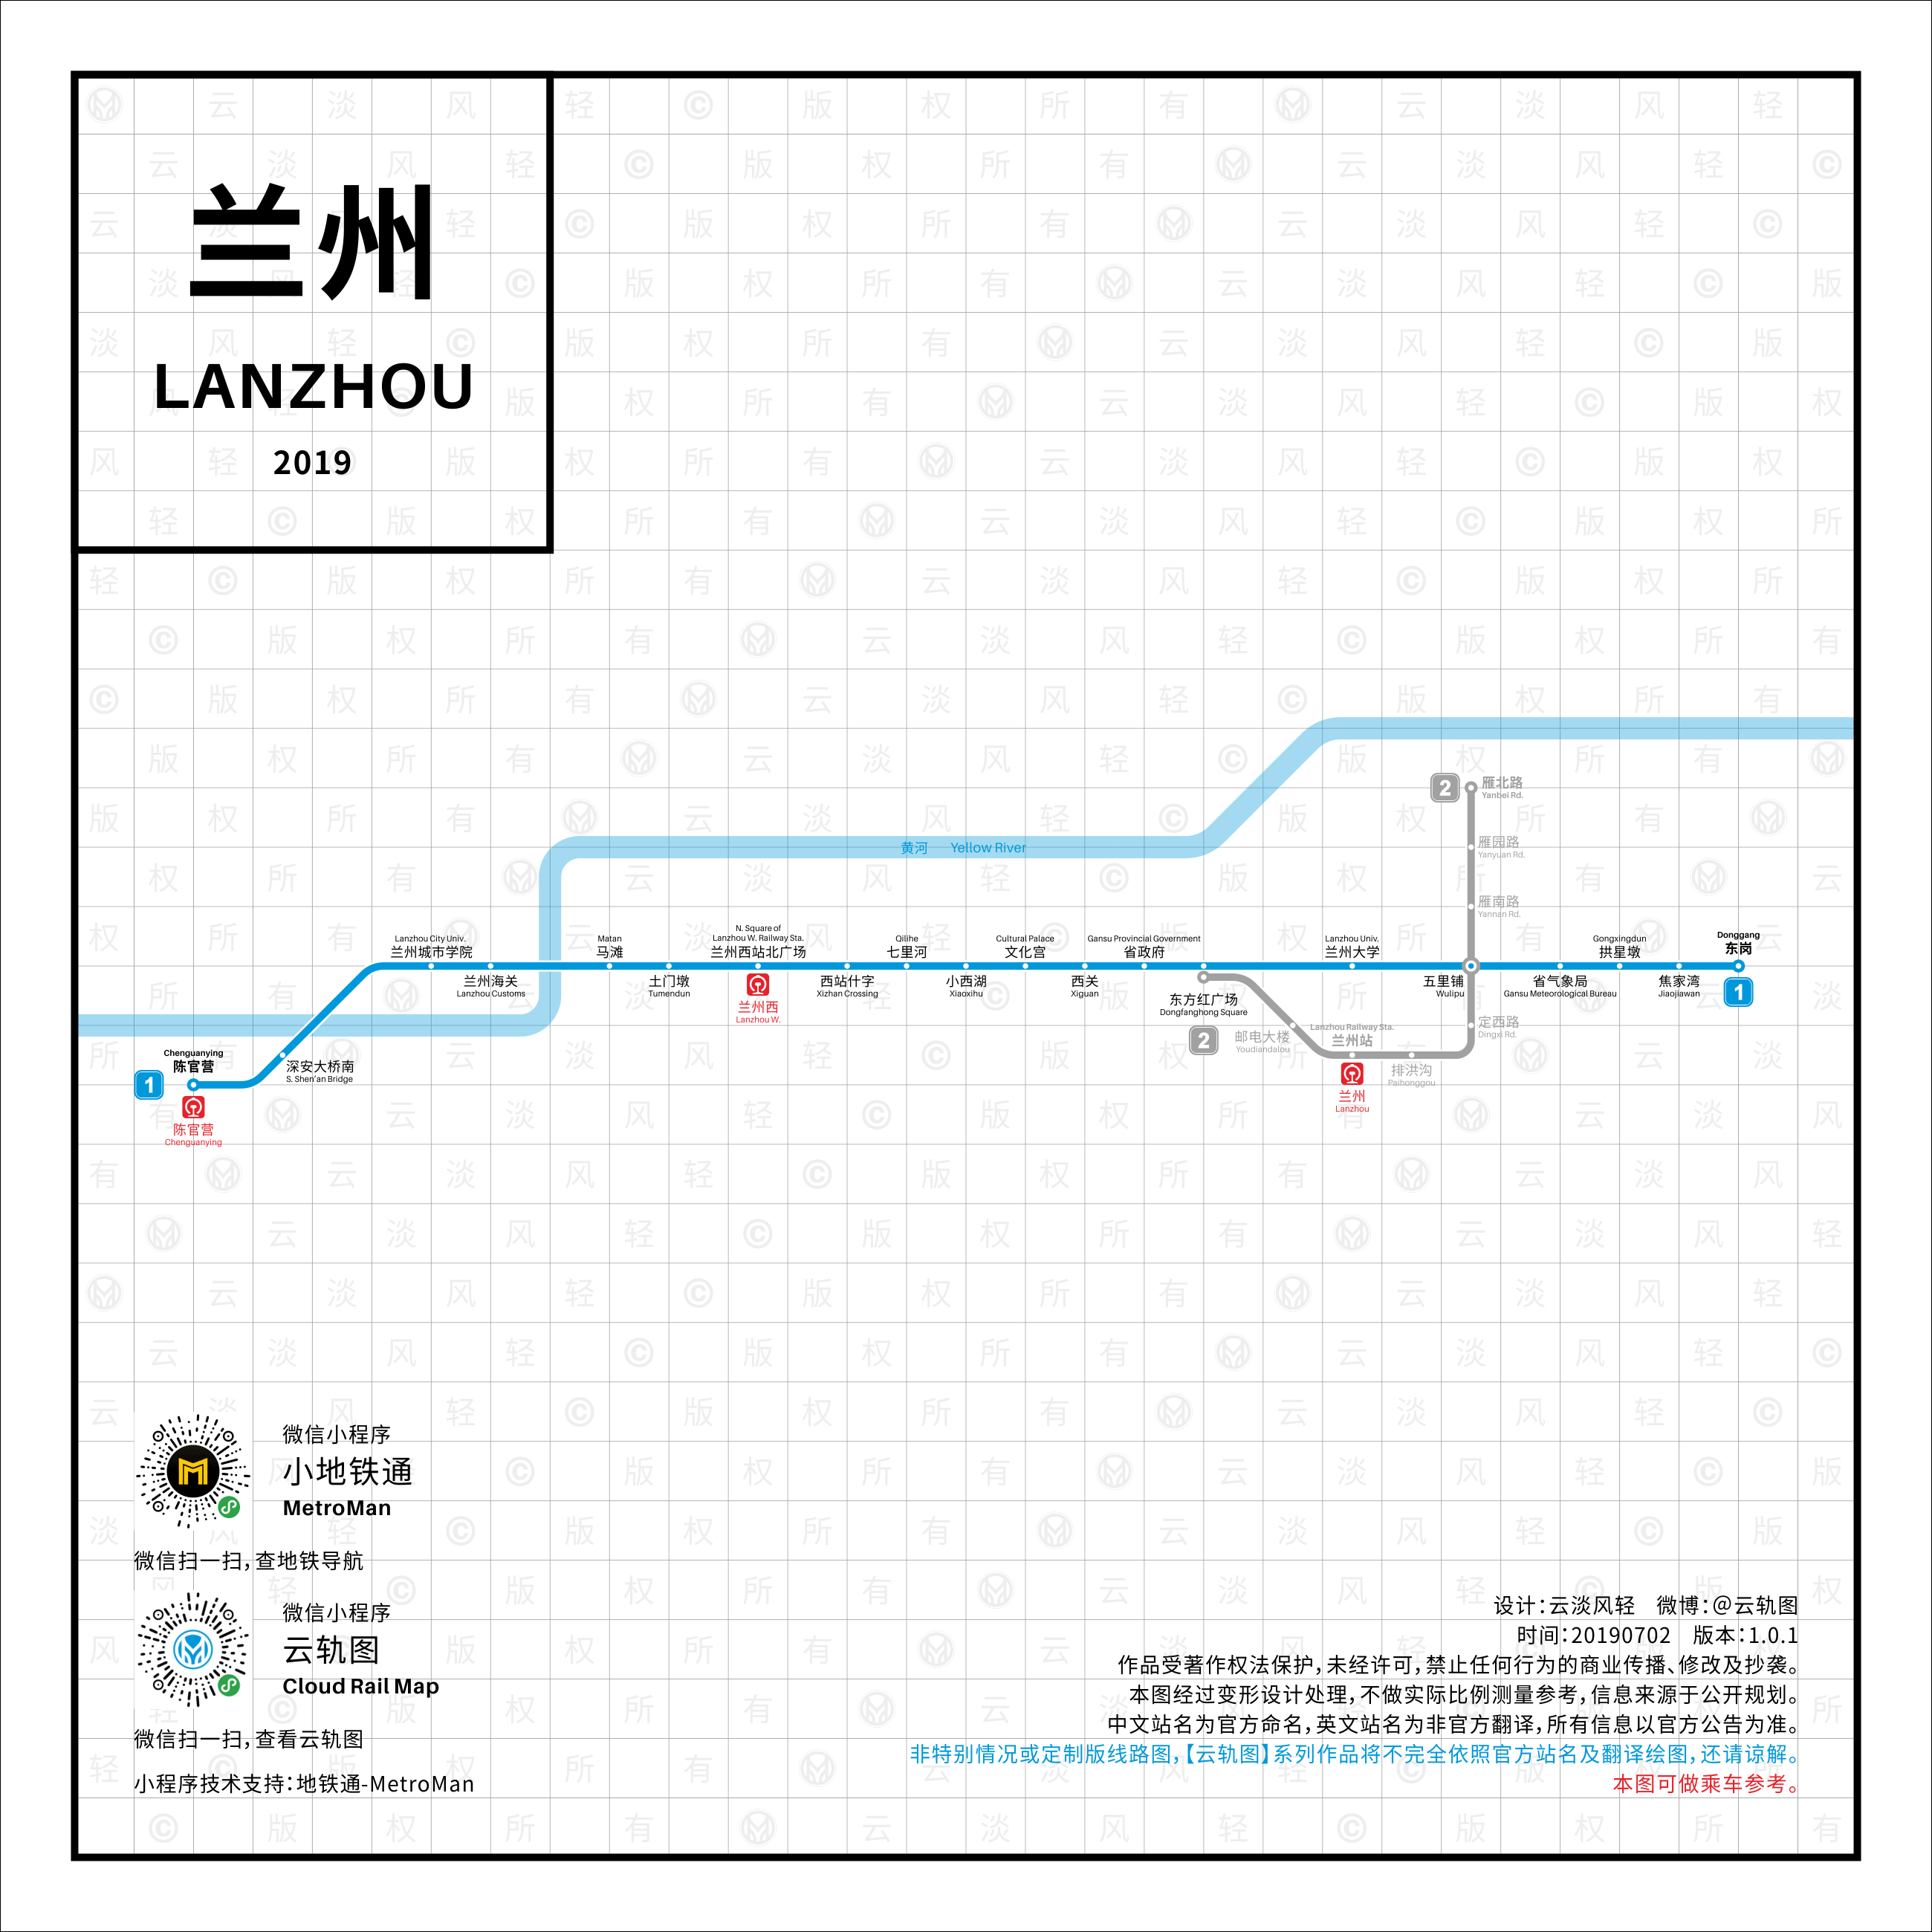 兰州
LANZHOU
2019
黄河 Yellow River
2
雁北路
Yanbei Rd.
雁园路
Yanyuan Rd.
雁南路
Yannan Rd.
Lanzhou City Univ.
兰州城市学院
兰州海关
Lanzhou Customs
Matan
马滩
土门墩
Tumendun
N. Square of
Lanzhou W. Railway Sta.
兰州西站北广场
兰州西
Lanzhou W.
西站什字
Xizhan Crossing
Qilihe
七里河
小西湖
Xiaoxihu
Cultural Palace
文化宫
西关
Xiguan
Gansu Provincial Government
省政府
东方红广场
Dongfanghong Square
2
邮电大楼
Youdiandalou
Lanzhou Univ.
兰州大学
Lanzhou Railway Sta.
兰州站
兰州
Lanzhou
排洪沟
Paihonggou
五里铺
Wulipu
定西路
Dingxi Rd.
省气象局
Gansu Meteorological Bureau
Gongxingdun
拱星墩
焦家湾
Jiaojiawan
Donggang
东岗
1
Chenguanying
陈官营
1
陈官营
Chenguanying
深安大桥南
S. Shen'an Bridge
微信小程序
小地铁通
MetroMan
微信扫一扫，查地铁导航
微信小程序
云轨图
Cloud Rail Map
微信扫一扫，查看云轨图
小程序技术支持：地铁通-MetroMan
设计：云淡风轻 微博：@云轨图
时间：20190702 版本：1.0.1
作品受著作权法保护，未经许可，禁止任何行为的商业传播、修改及抄袭。
本图经过变形设计处理，不做实际比例测量参考，信息来源于公开规划。
中文站名为官方命名，英文站名为非官方翻译，所有信息以官方公告为准。
非特别情况或定制版线路图，【云轨图】系列作品将不完全依照官方站名及翻译绘图，还请谅解。
本图可做乘车参考。
云淡风轻©版权所有